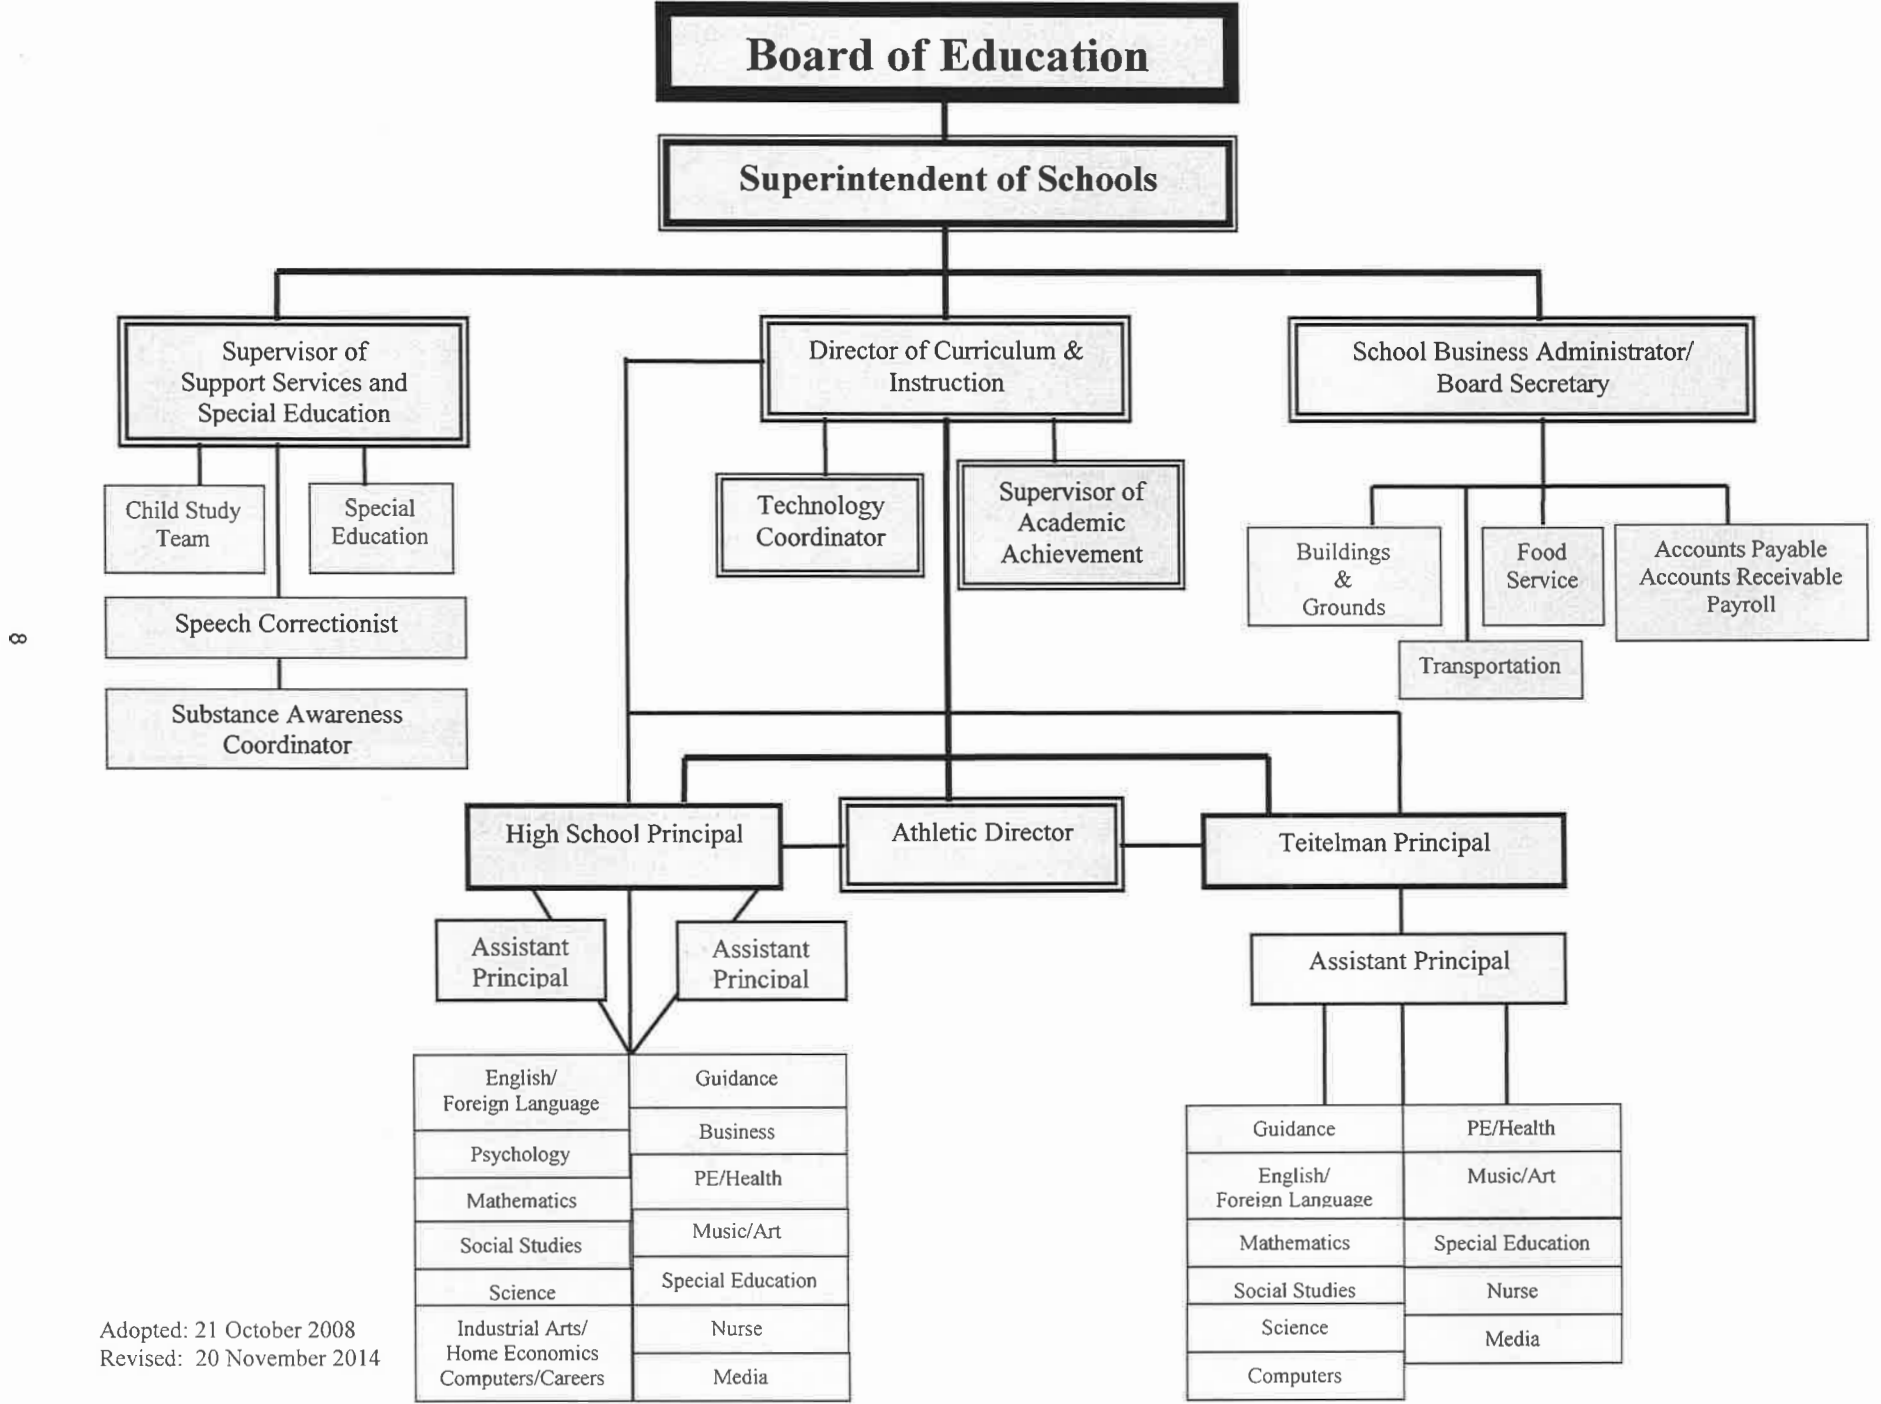 Board of Education
Superintendent of Schools
Supervisor of
Support Services and
Special Education
Director of Curriculum &
Instruction
School Business Administrator/
Board Secretary
Child Study
Team
Special
Education
Technology
Coordinator
Supervisor of
Academic
Achievement
Buildings
&
Grounds
Food
Service
Accounts Payable
Accounts Receivable
Payroll
Speech Correctionist
Transportation
Substance Awareness
Coordinator
8
High School Principal
Athletic Director
Teitelman Principal
Assistant
Principal
Assistant
Principal
Assistant Principal
English/
Foreign Language
Psychology
Mathematics
Social Studies
Science
Industrial Arts/
Home Economics
Computers/Careers
Guidance
Business
PE/Health
Music/Art
Special Education
Nurse
Media
Guidance
English/
Foreign Language
Mathematics
Social Studies
Science
Computers
PE/Health
Music/Art
Special Education
Nurse
Media
Adopted: 21 October 2008
Revised: 20 November 2014